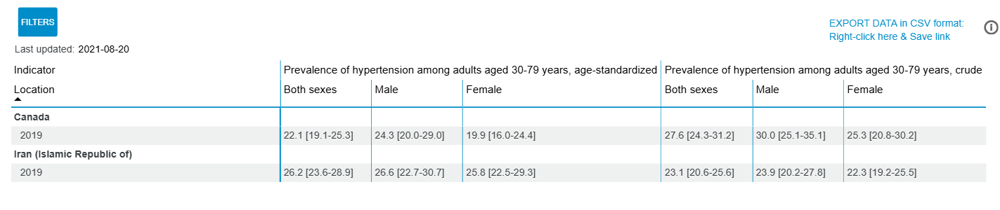 FILTERS
EXPORT DATA in CSV format:
Right-click here & Save link
Last updated: 2021-08-20
Indicator Prevalence of hypertension among adults aged 30-79 years, age-standardized Prevalence of hypertension among adults aged 30-79 years, crude
Location Both sexes Male Female Both sexes Male Female
Canada
2019 22.1 [19.1-25.3] 24.3 [20.0-29.0] 19.9 [16.0-24.4] 27.6 [24.3-31.2] 30.0 [25.1-35.1] 25.3 [20.8-30.2]
Iran (Islamic Republic of)
2019 26.2 [23.6-28.9] 26.6 [22.7-30.7] 25.8 [22.5-29.3] 23.1 [20.6-25.6] 23.9 [20.2-27.8] 22.3 [19.2-25.5]